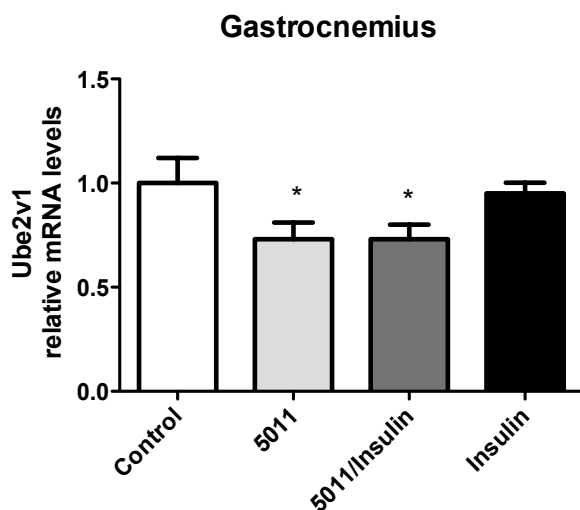 Gastrocnemius
Ube2v1
relative mRNA levels
1.5
1.0
0.5
0.0
*
*
Control
5011
5011/Insulin
Insulin